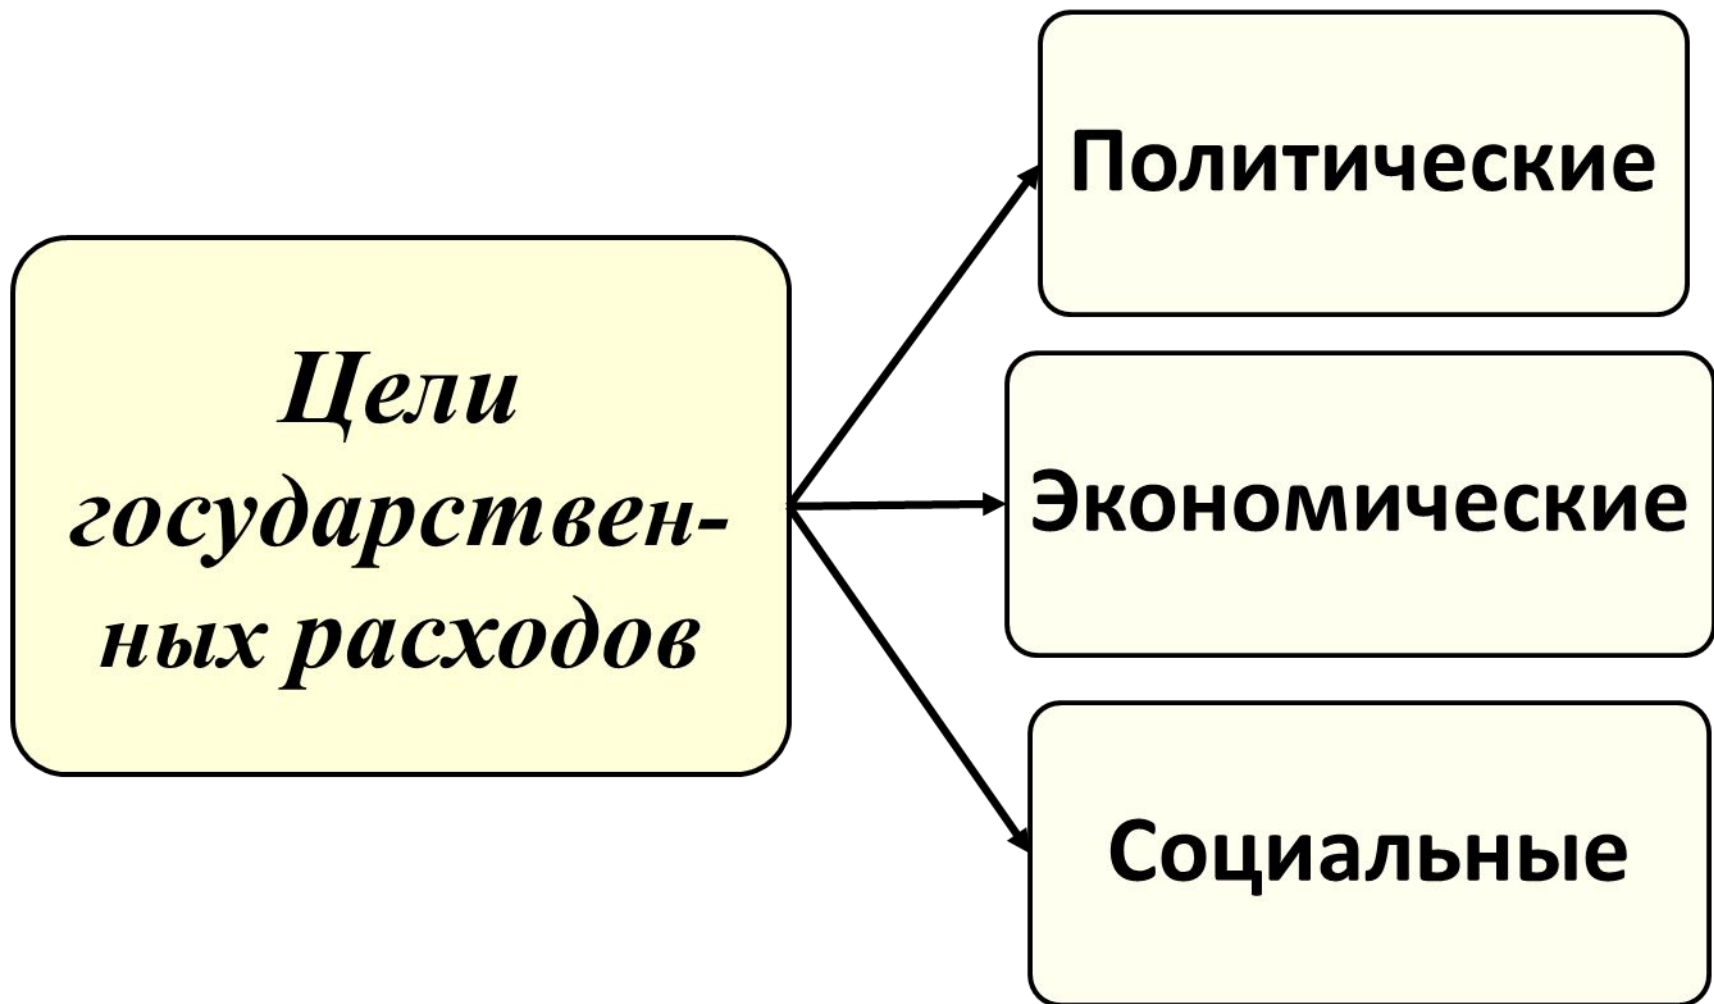 Цели
государствен-
ных расходов
Политические
Экономические
Социальные